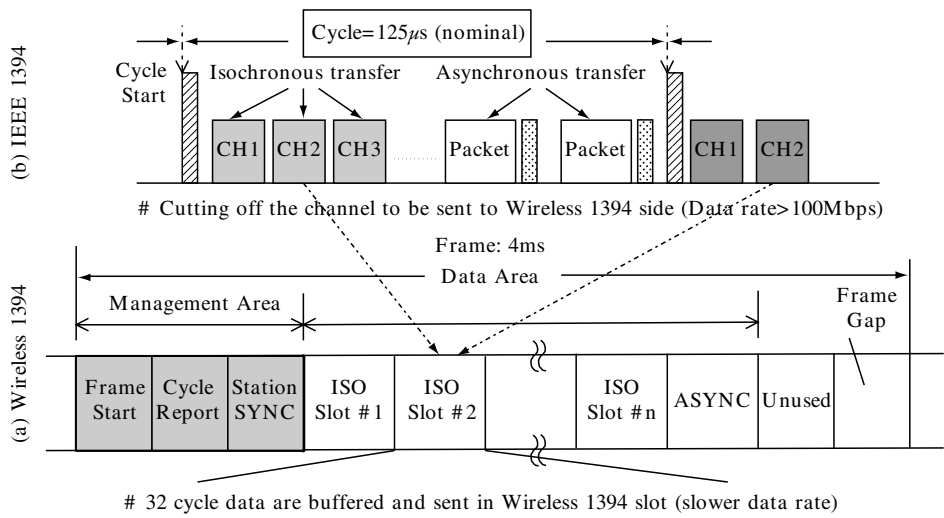 (b) IEEE 1394
Cycle=125μs (nominal)
Cycle
Start
Isochronous transfer
Asynchronous transfer
CH1
CH2
CH3
Packet
Packet
CH1
CH2
# Cutting off the channel to be sent to Wireless 1394 side (Data rate>100Mbps)
(a) Wireless 1394
Frame: 4ms
Data Area
Management Area
Frame
Gap
Frame
Start
Cycle
Report
Station
SYNC
ISO
Slot #1
ISO
Slot #2
ISO
Slot #n
ASYNC
Unused
# 32 cycle data are buffered and sent in Wireless 1394 slot (slower data rate)